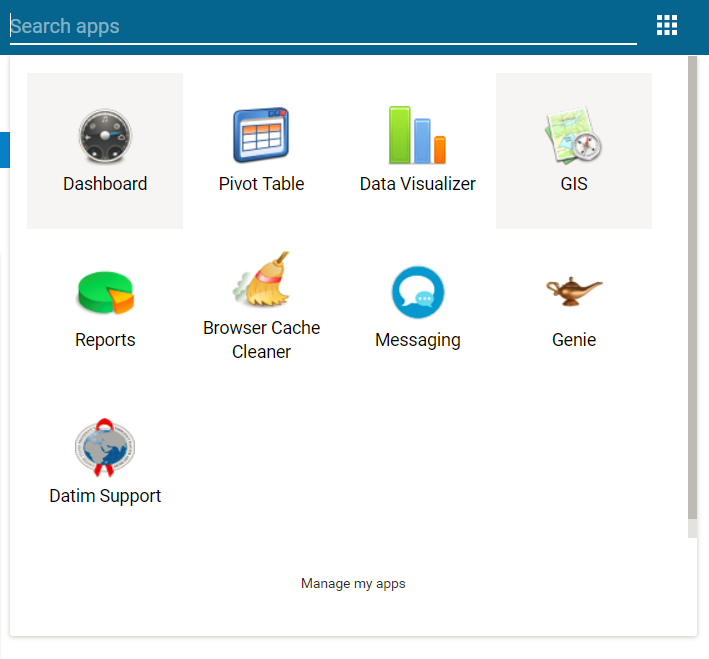 Search apps
Dashboard
Pivot Table
Data Visualizer
GIS
Reports
Browser Cache
Cleaner
Messaging
Genie
Datim Support
Manage my apps